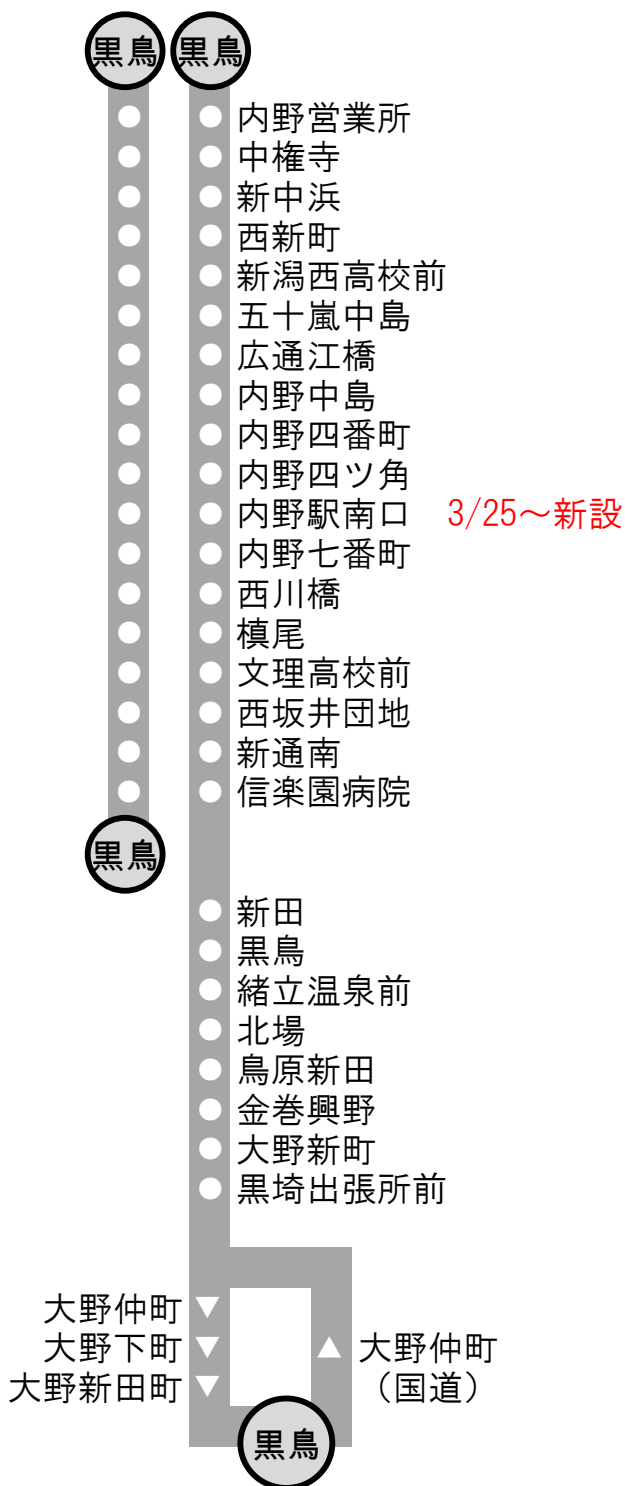 黒鳥 黒鳥
内野営業所
中権寺
新中浜
西新町
新潟西高校前
五十嵐中島
広通江橋
内野中島
内野四番町
内野四ツ角
内野駅南口 3/25～新設
内野七番町
西川橋
槙尾
文理高校前
西坂井団地
新通南
信楽園病院
黒鳥
新田
黒鳥
緒立温泉前
北場
鳥原新田
金巻興野
大野新町
黒埼出張所前
大野仲町
大野下町 大野仲町
大野新田町 （国道）
黒鳥